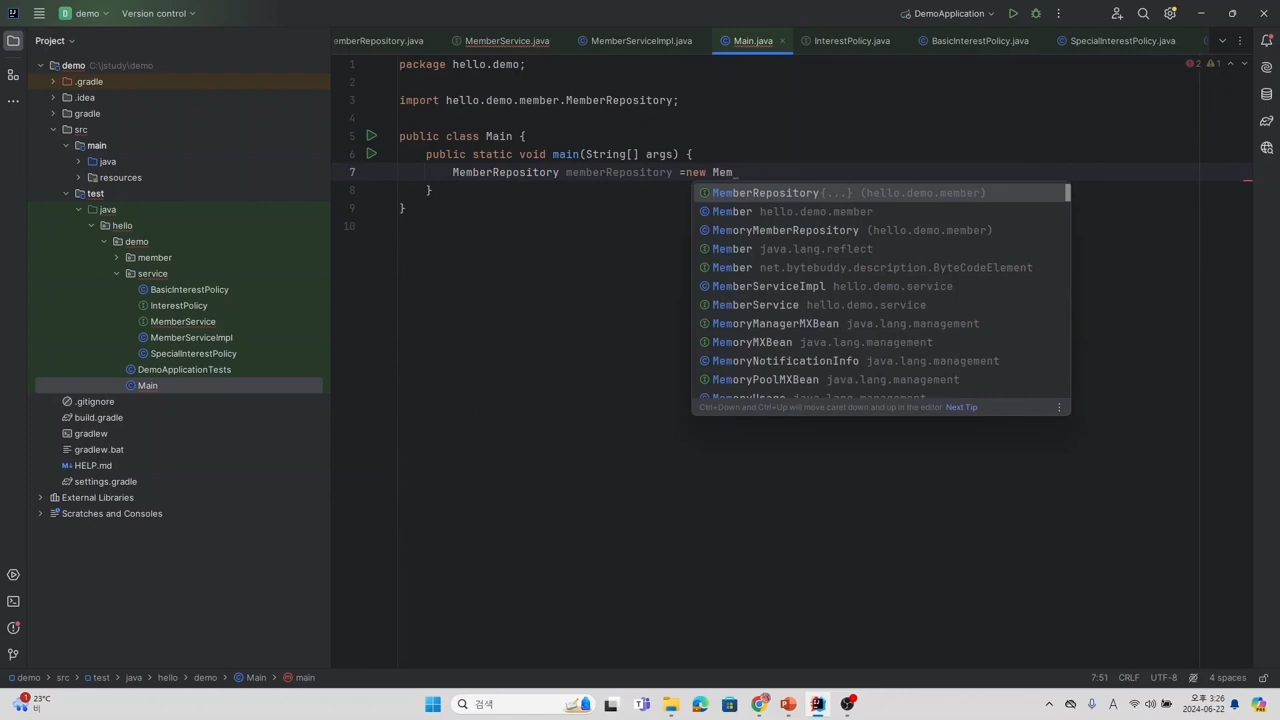 demo
Version control
DemoApplication
Project
emberRepository.java
MemberService.java
MemberServiceImpl.java
Main.java
InterestPolicy.java
BasicInterestPolicy.java
SpecialInterestPolicy.java
demo C:\jstudy\demo
.gradle
.idea
gradle
src
main
java
resources
test
java
hello
demo
member
service
BasicInterestPolicy
InterestPolicy
MemberService
MemberServiceImpl
SpecialInterestPolicy
DemoApplicationTests
Main
.gitignore
build.gradle
gradlew
gradlew.bat
HELP.md
settings.gradle
External Libraries
Scratches and Consoles
1 package hello.demo;
2
3 import hello.demo.member.MemberRepository;
4
5 public class Main {
6 public static void main(String[] args) {
7 MemberRepository memberRepository =new Mem_
8 }
9 }
10
2 1
MemberRepository{...} (hello.demo.member)
Member hello.demo.member
MemoryMemberRepository (hello.demo.member)
Member java.lang.reflect
Member net.bytebuddy.description.ByteCodeElement
MemberServiceImpl hello.demo.service
MemberService hello.demo.service
MemoryManagerMXBean java.lang.management
MemoryMXBean java.lang.management
MemoryNotificationInfo java.lang.management
MemoryPoolMXBean java.lang.management
MemoryUsage java.lang.management
Ctrl+Down and Ctrl+Up will move caret down and up in the editor Next Tip
demo > src > test > java > hello > demo > Main > main
7:51 CRLF UTF-8 4 spaces
1
23°C
비
검색
A
오후 3:26
2024-06-22